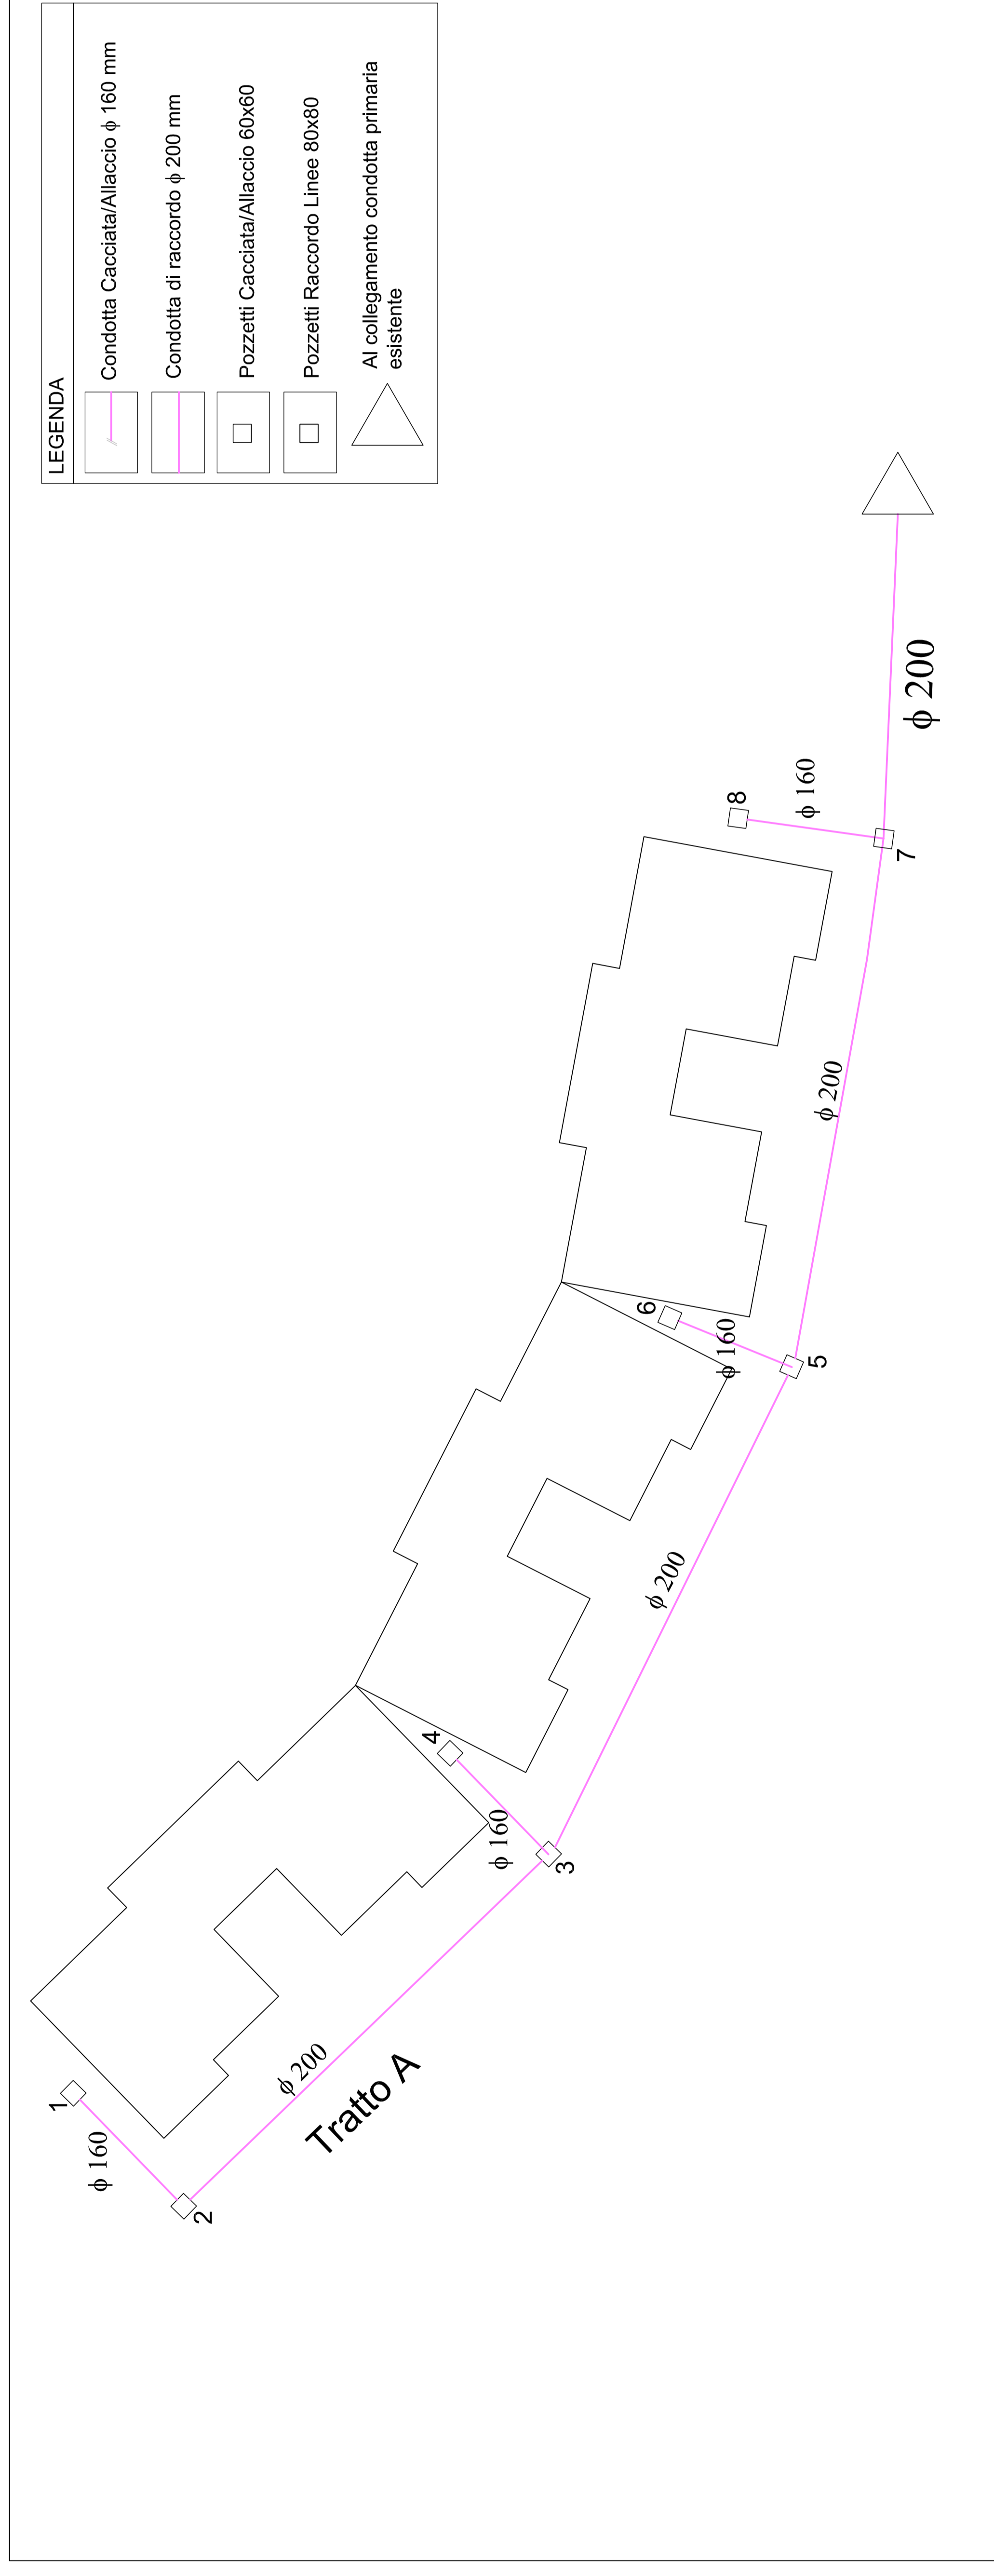 LEGENDA
Condotta Cacciata/Allaccio ϕ 160 mm
Condotta di raccordo ϕ 200 mm
Pozzetti Cacciata/Allaccio 60x60
Pozzetti Raccordo Linee 80x80
Al collegamento condotta primaria
esistente
1
ϕ 160
2
ϕ 200
Tratto A
4
ϕ 160
3
ϕ 200
6
ϕ 160
5
ϕ 200
8
ϕ 160
7
ϕ 200